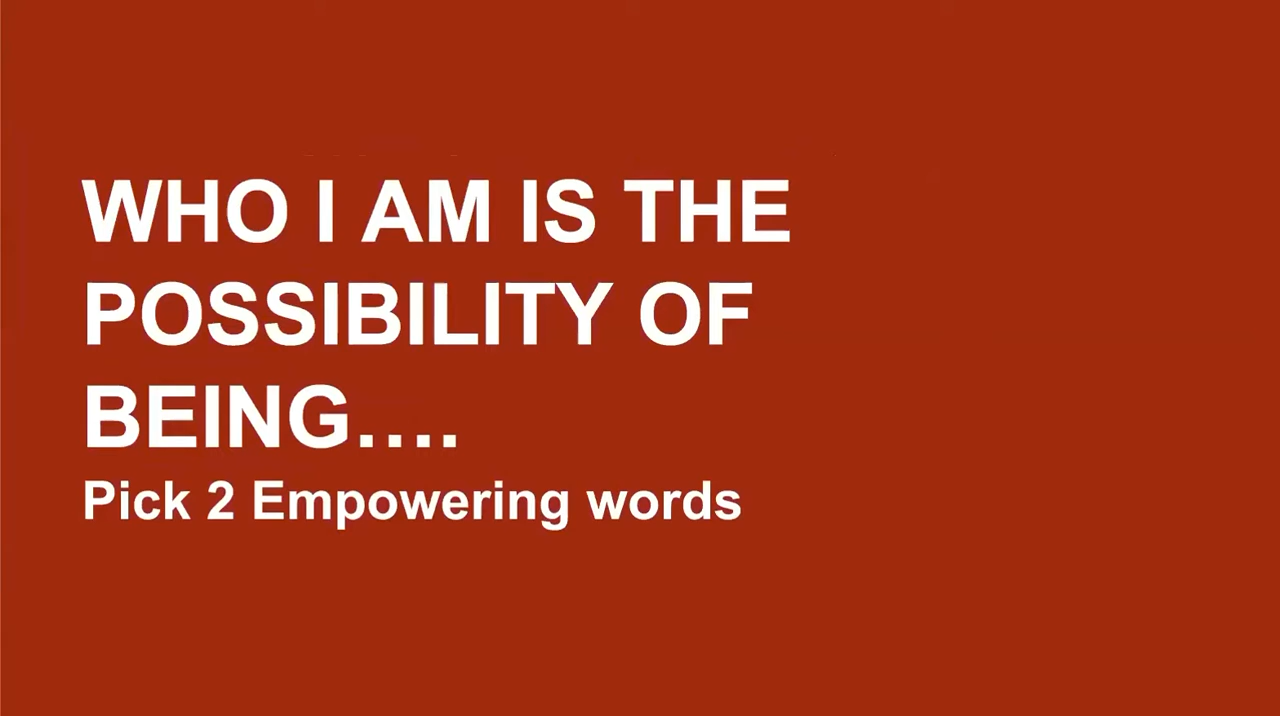 WHO I AM IS THE
POSSIBILITY OF
BEING....
Pick 2 Empowering words